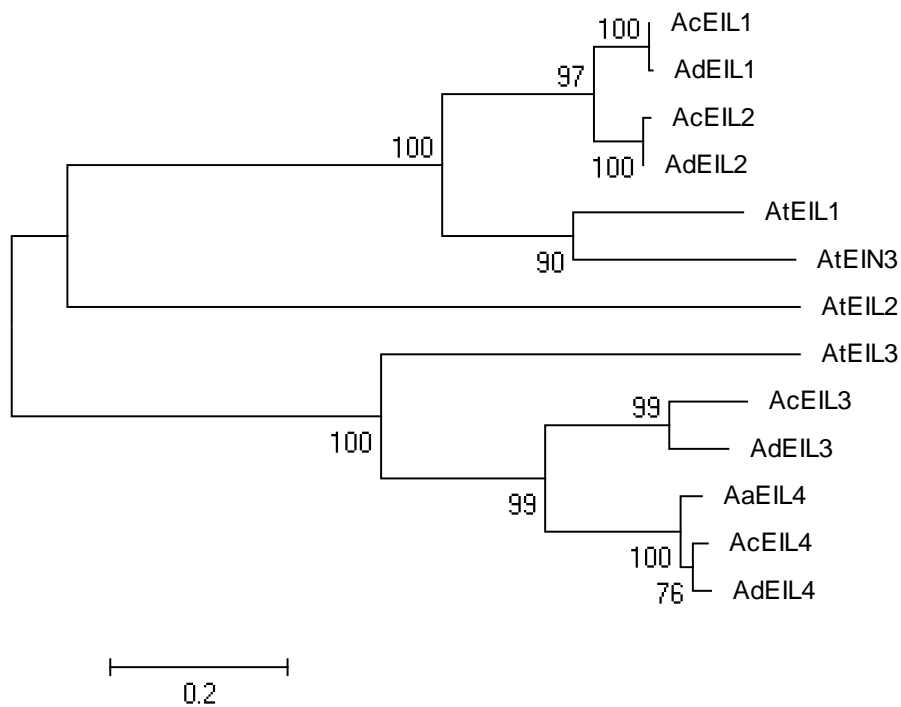 100
AcEIL1
AdEIL1
97
AcEIL2
100
AdEIL2
100
AtEIL1
90
AtEIN3
AtEIL2
AtEIL3
99
AcEIL3
100
AdEIL3
99
AaEIL4
100
AcEIL4
76
AdEIL4
0.2